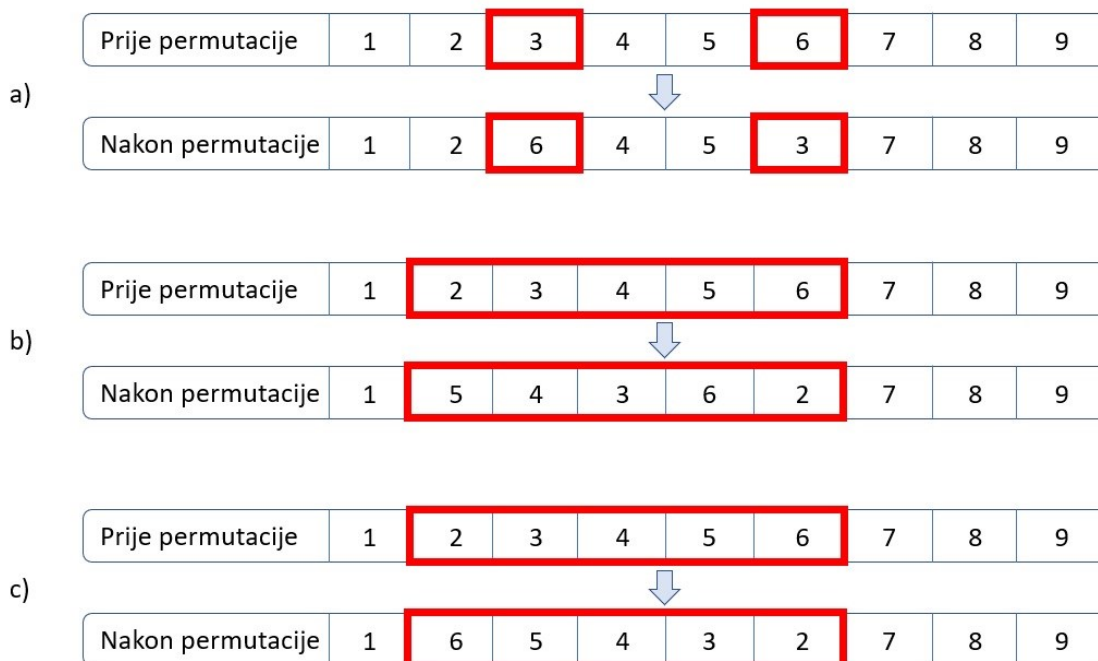 Prije permutacije 1 2 3 4 5 6 7 8 9
a)
Nakon permutacije 1 2 6 4 5 3 7 8 9
Prije permutacije 1 2 3 4 5 6 7 8 9
b)
Nakon permutacije 1 5 4 3 6 2 7 8 9
Prije permutacije 1 2 3 4 5 6 7 8 9
c)
Nakon permutacije 1 6 5 4 3 2 7 8 9